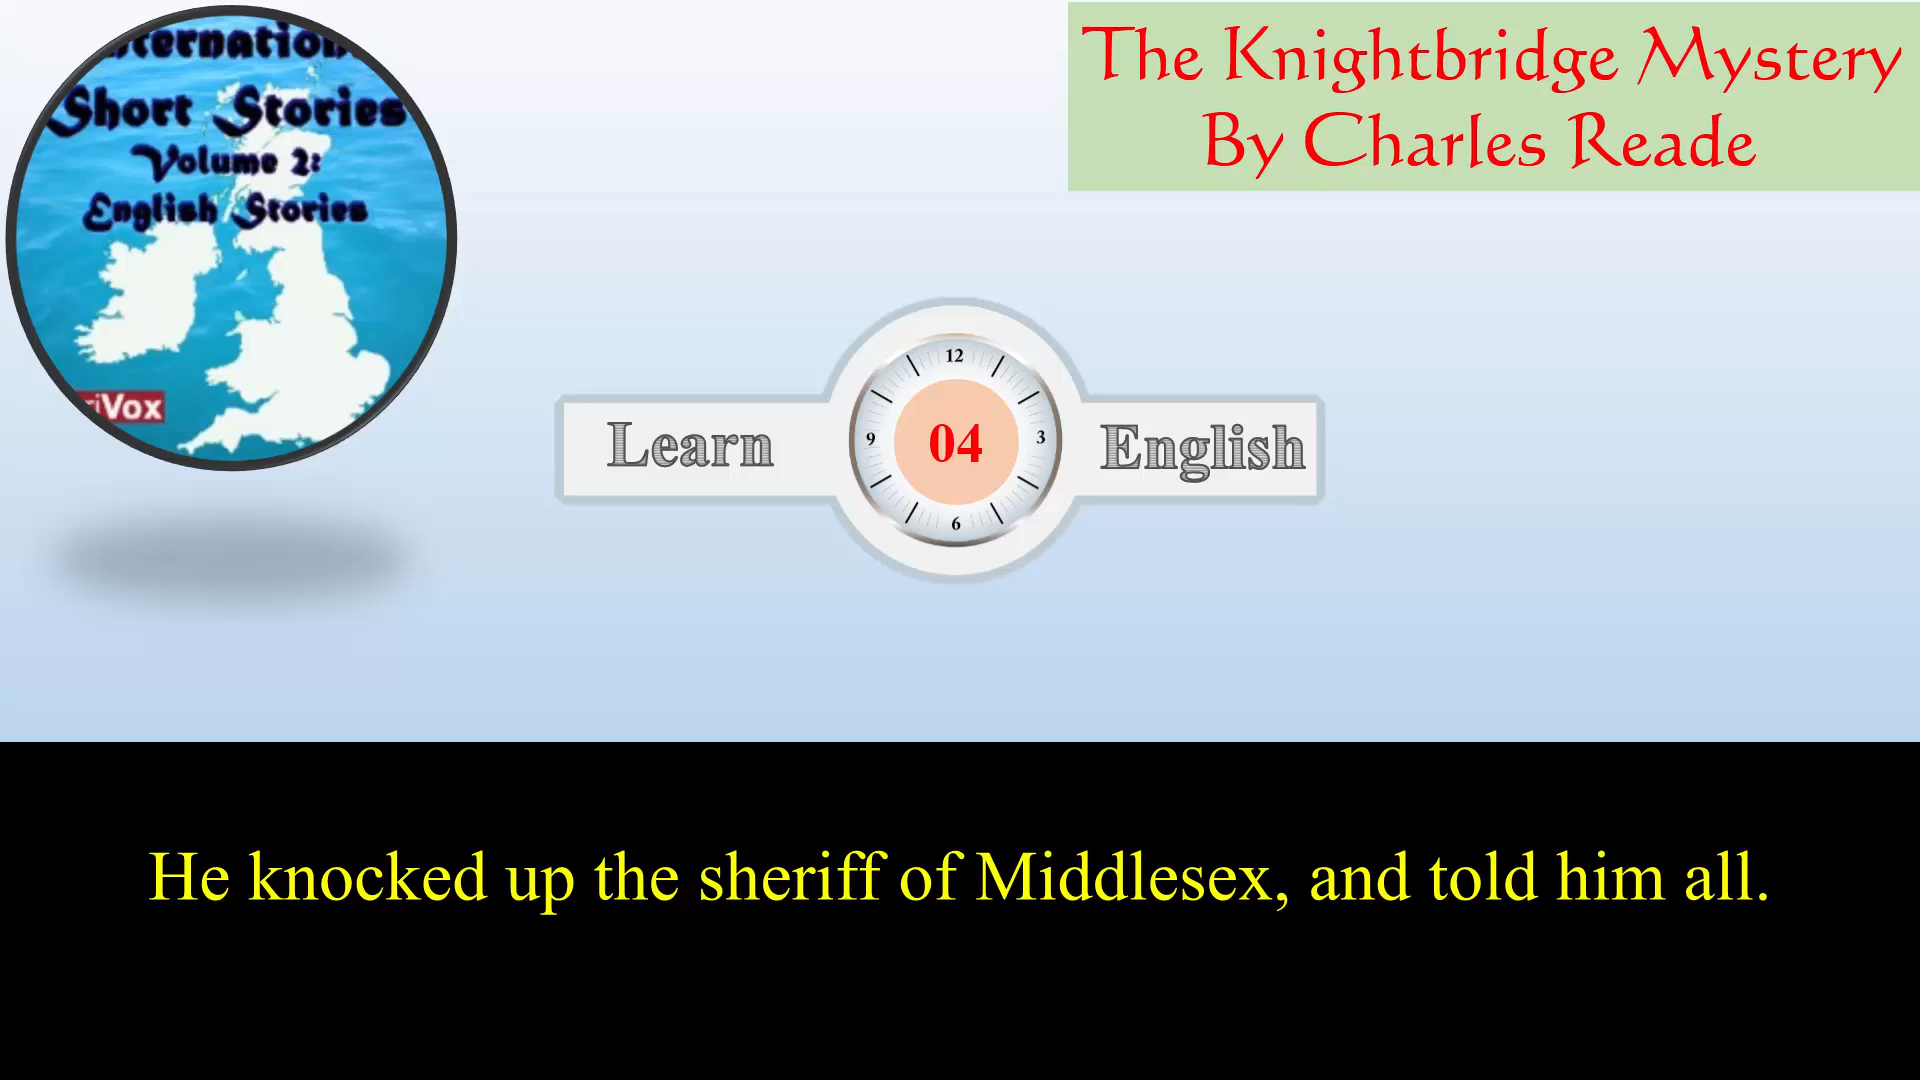 Short Stories
Volume 2:
English Stories
Vox
The Knightbridge Mystery
By Charles Reade
Learn
12
9
04
3
6
English
He knocked up the sheriff of Middlesex, and told him all.